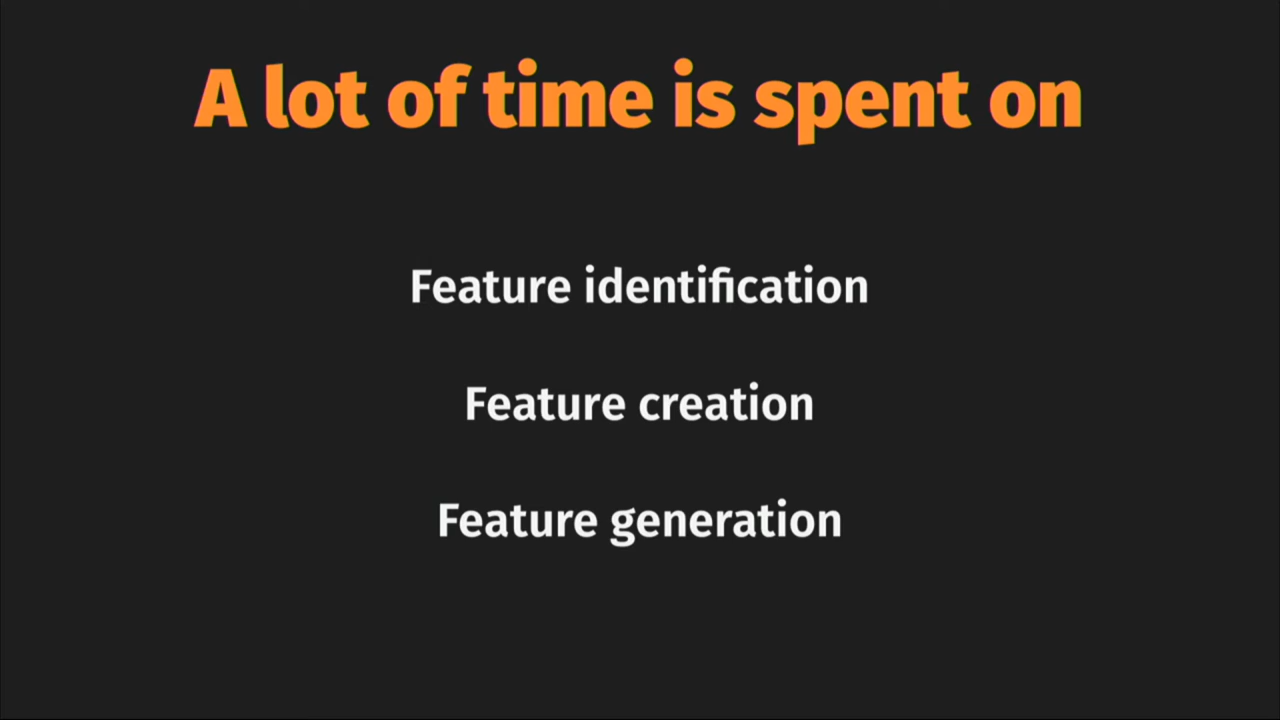 A lot of time is spent on
Feature identification
Feature creation
Feature generation